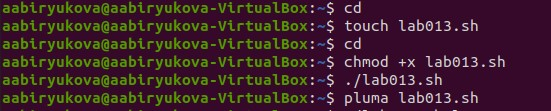 aabiryukova@aabiryukova-VirtualBox:~$ cd
aabiryukova@aabiryukova-VirtualBox:~$ touch lab013.sh
aabiryukova@aabiryukova-VirtualBox:~$ cd
aabiryukova@aabiryukova-VirtualBox:~$ chmod +x lab013.sh
aabiryukova@aabiryukova-VirtualBox:~$ ./lab013.sh
aabiryukova@aabiryukova-VirtualBox:~$ pluma lab013.sh